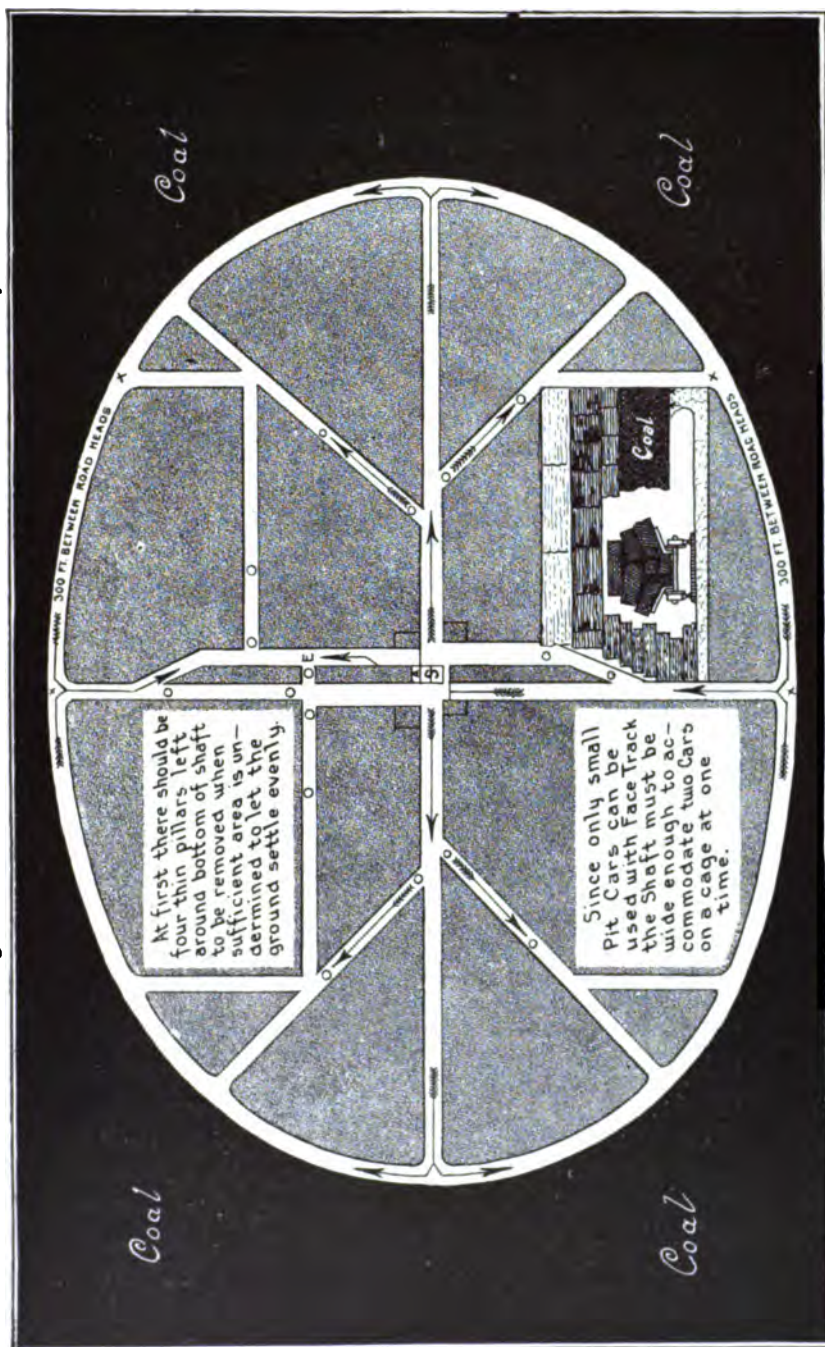 Coal
Coal
300 FT. BETWEEN ROAD HEADS
At first there should be
four thin pillars left
around bottom of shaft
to be removed when
sufficient area is un-
dermined to let the
ground settle evenly.
E
A
S
Coal
Since only small
Pit Cars can be
used with Face Track
the Shaft must be
wide enough to ac-
commodate two Cars
on a cage at one
time.
300 FT. BETWEEN ROAD HEADS
Coal
Coal